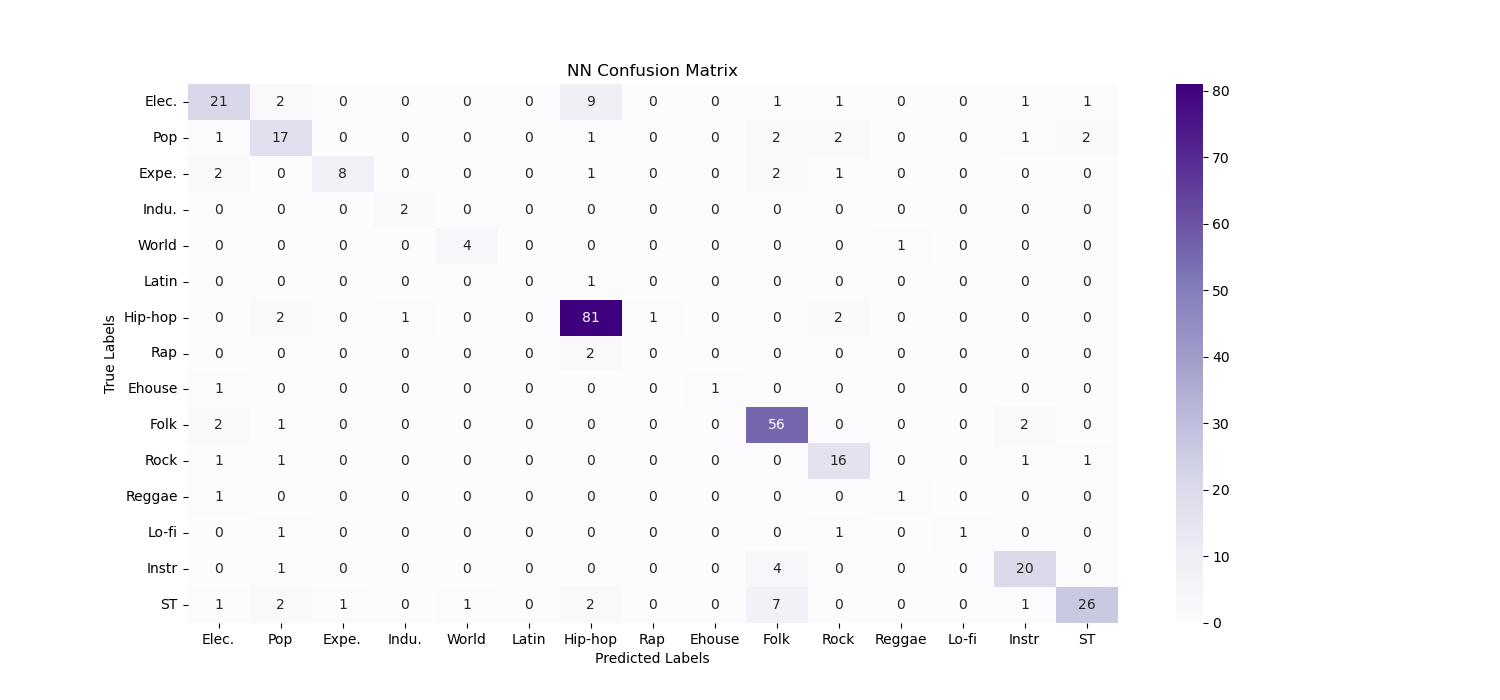 NN Confusion Matrix
Elec. 21 2 0 0 0 0 9 0 0 1 1 0 0 1 1
Pop 1 17 0 0 0 0 1 0 0 2 2 0 0 1 2
Expe. 2 0 8 0 0 0 1 0 0 2 1 0 0 0 0
Indu. 0 0 0 2 0 0 0 0 0 0 0 0 0 0 0
World 0 0 0 0 4 0 0 0 0 0 0 1 0 0 0
Latin 0 0 0 0 0 0 1 0 0 0 0 0 0 0 0
Hip-hop 0 2 0 1 0 0 81 1 0 0 2 0 0 0 0
Rap 0 0 0 0 0 0 2 0 0 0 0 0 0 0 0
Ehouse 1 0 0 0 0 0 0 0 1 0 0 0 0 0 0
Folk 2 1 0 0 0 0 0 0 0 56 0 0 0 2 0
Rock 1 1 0 0 0 0 0 0 0 0 16 0 0 1 1
Reggae 1 0 0 0 0 0 0 0 0 0 0 1 0 0 0
Lo-fi 0 1 0 0 0 0 0 0 0 0 1 0 1 0 0
Instr 0 1 0 0 0 0 0 0 0 4 0 0 0 20 0
ST 1 2 1 0 1 0 2 0 0 7 0 0 0 1 26
Elec. Pop Expe. Indu. World Latin Hip-hop Rap Ehouse Folk Rock Reggae Lo-fi Instr ST
Predicted Labels
True Labels
80
70
60
50
40
30
20
10
0